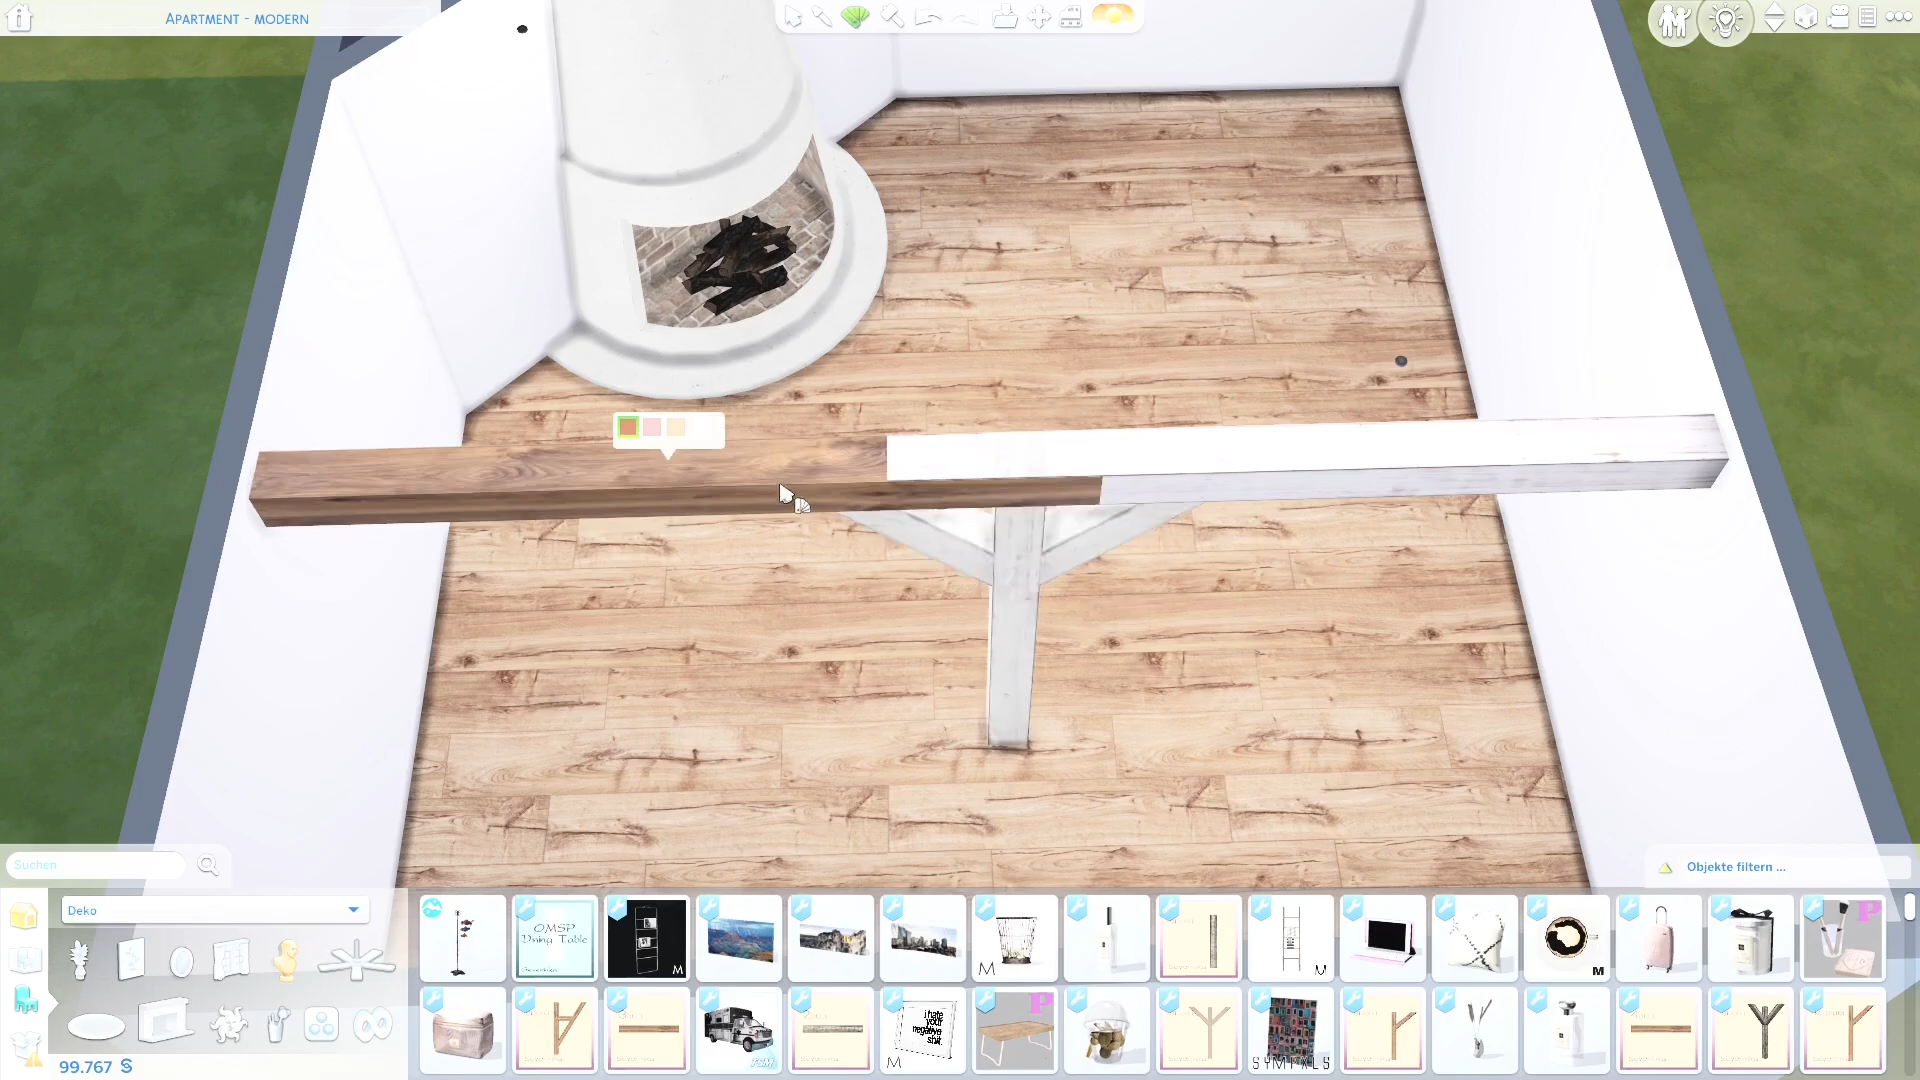 Apartment - modern
Suchen
Objekte filtern ...
Deko
OMSP
Dining Table
M
M
M
M
P
P
i hate
your
negative
shit.
M
SYMPALS
99.767 S